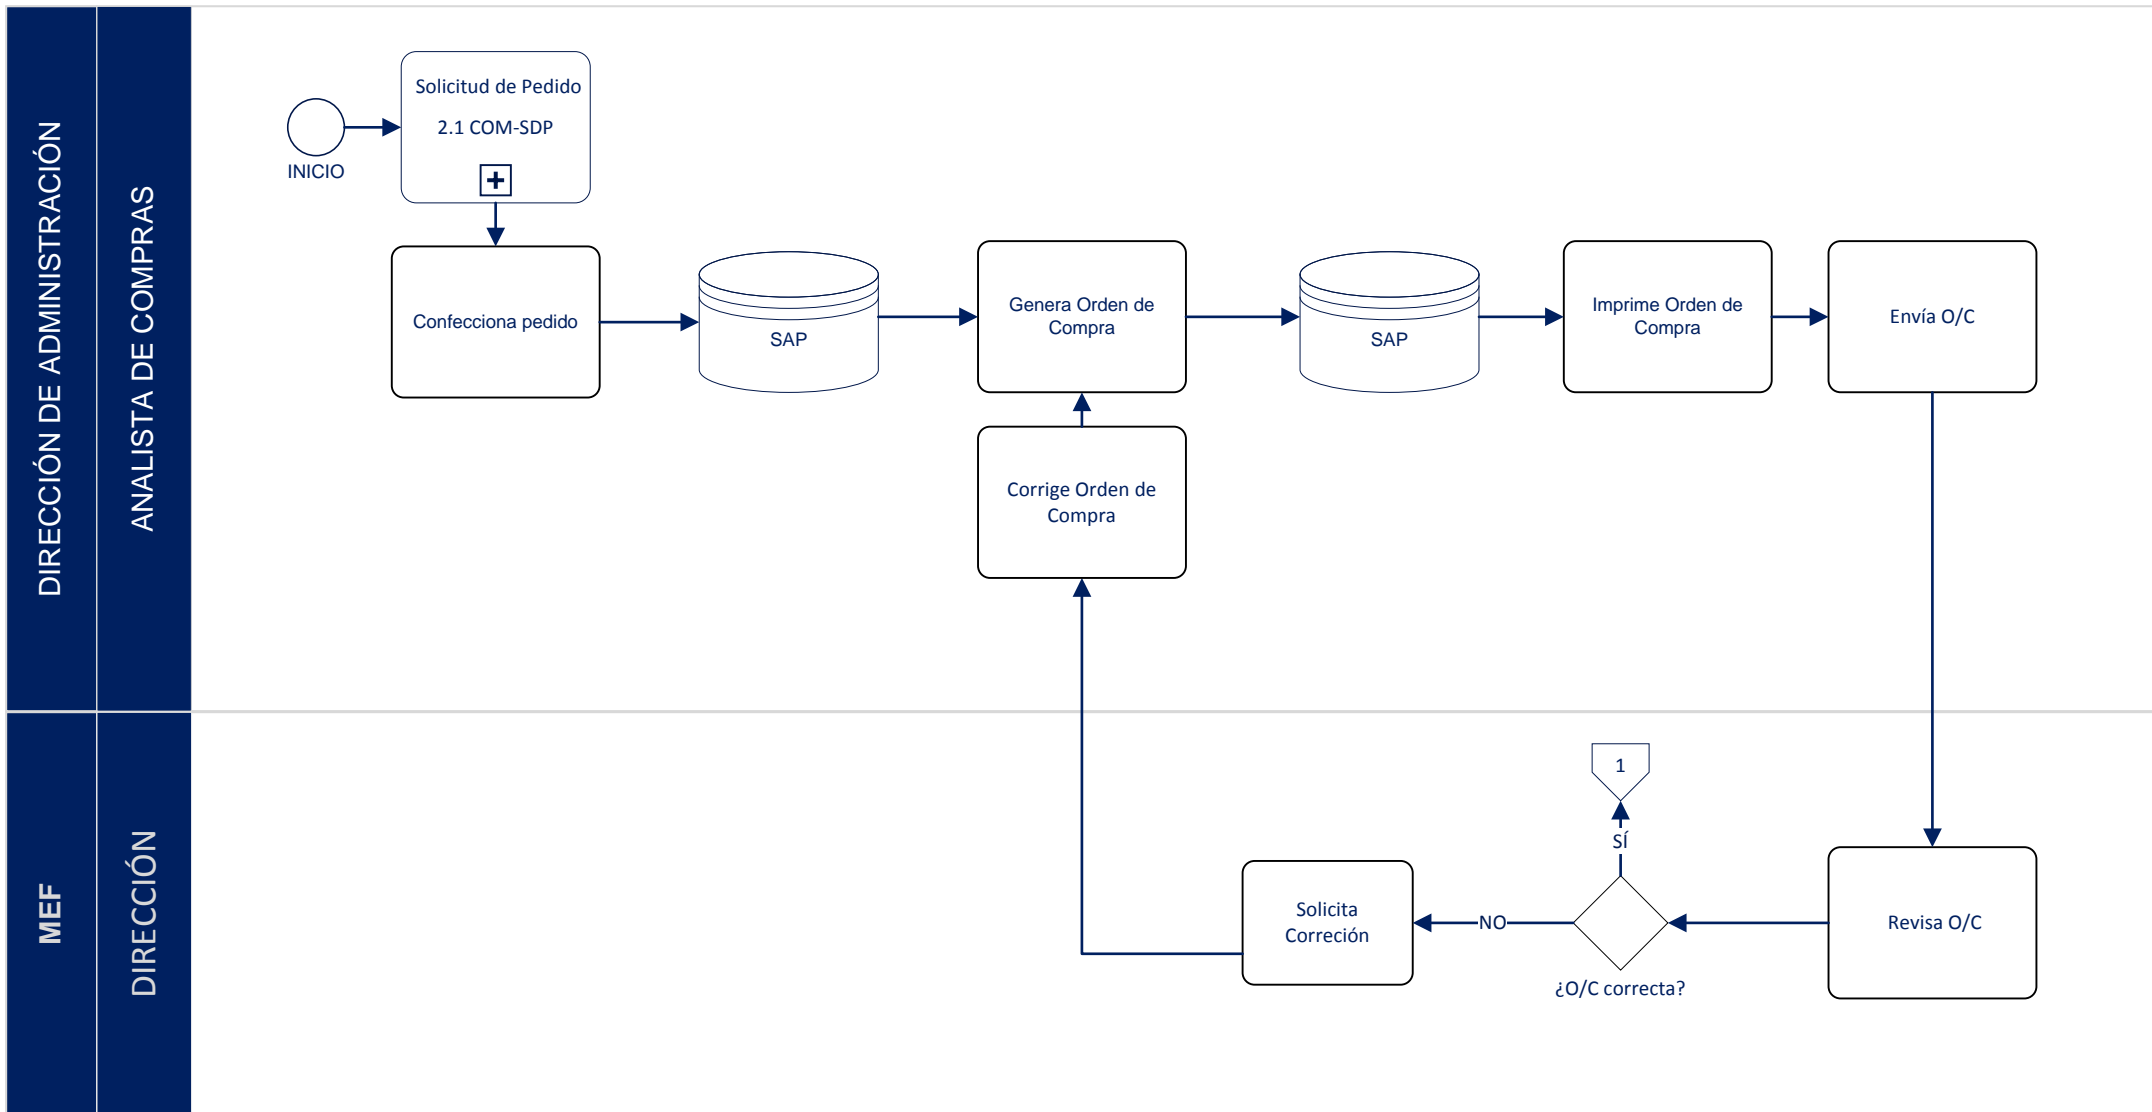 DIRECCIÓN DE ADMINISTRACIÓN
ANALISTA DE COMPRAS
INICIO
Solicitud de Pedido
2.1 COM-SDP
Confecciona pedido
SAP
Genera Orden de
Compra
SAP
Imprime Orden de
Compra
Envía O/C
Corrige Orden de
Compra
MEF
DIRECCIÓN
1
SÍ
Solicita
Correción
NO
¿O/C correcta?
Revisa O/C